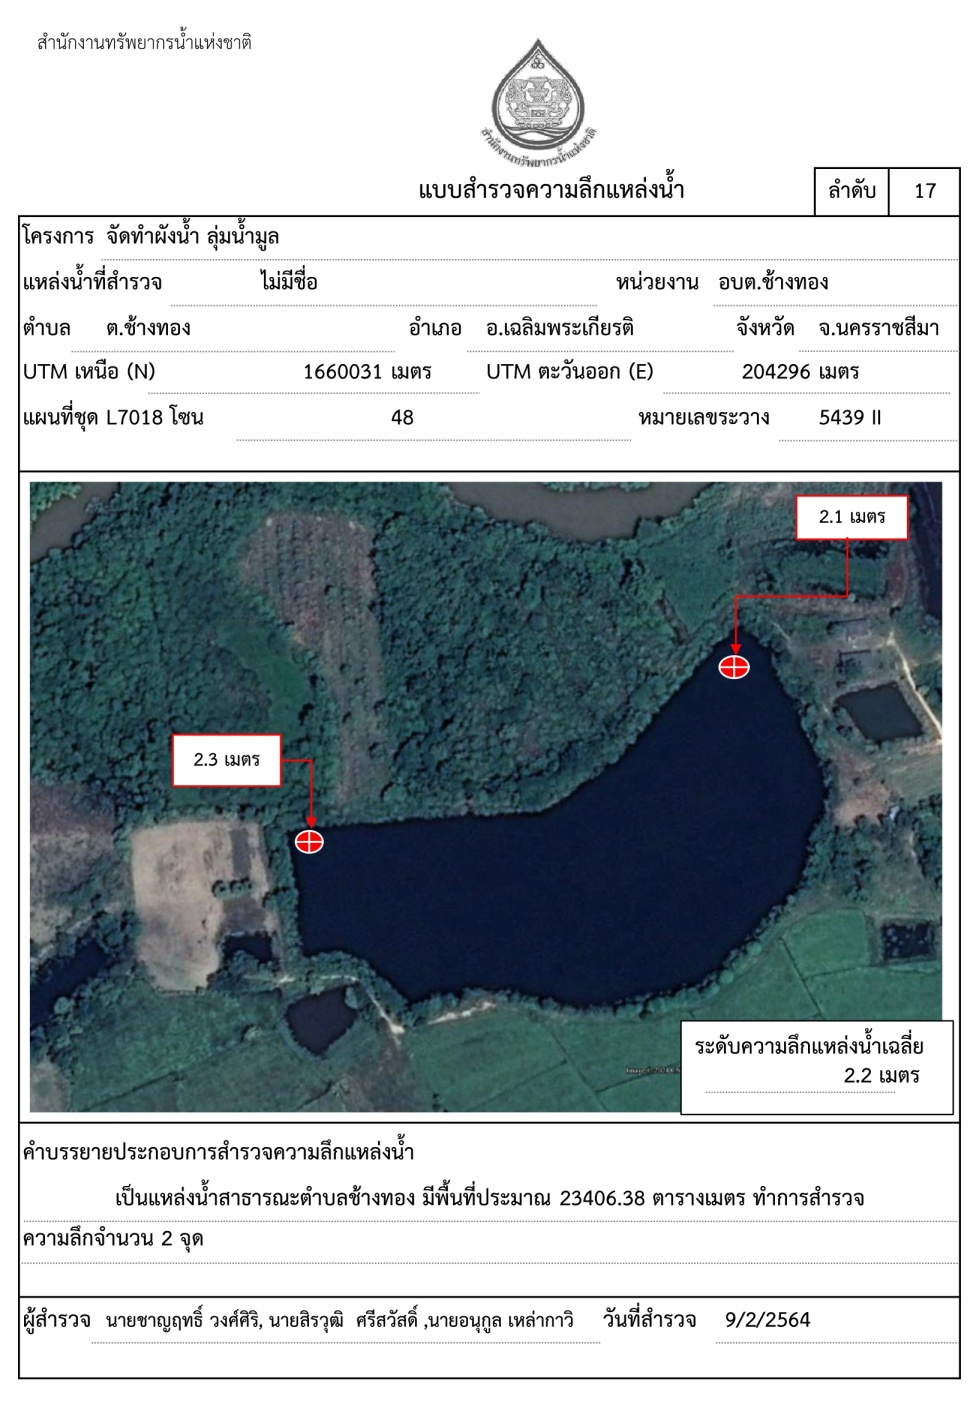 สำนักงานทรัพยากรน้ำแห่งชาติ
สำนักงานทรัพยากรน้ำแห่งชาติ
แบบสำรวจความลึกแหล่งน้ำ
ลำดับ 17
โครงการ จัดทำผังน้ำ ลุ่มน้ำมูล
แหล่งน้ำที่สำรวจ ไม่มีชื่อ หน่วยงาน อบต.ช้างทอง
ตำบล ต.ช้างทอง อำเภอ อ.เฉลิมพระเกียรติ จังหวัด จ.นครราชสีมา
UTM เหนือ (N) 1660031 เมตร UTM ตะวันออก (E) 204296 เมตร
แผนที่ชุด L7018 โซน 48 หมายเลขระวาง 5439 II
2.1 เมตร
2.3 เมตร
ระดับความลึกแหล่งน้ำเฉลี่ย
2.2 เมตร
คำบรรยายประกอบการสำรวจความลึกแหล่งน้ำ
เป็นแหล่งน้ำสาธารณะตำบลช้างทอง มีพื้นที่ประมาณ 23406.38 ตารางเมตร ทำการสำรวจ
ความลึกจำนวน 2 จุด
ผู้สำรวจ นายชาญฤทธิ์ วงศ์ศิริ, นายสิรวุฒิ ศรีสวัสดิ์ ,นายอนุกูล เหล่ากาวิ วันที่สำรวจ 9/2/2564